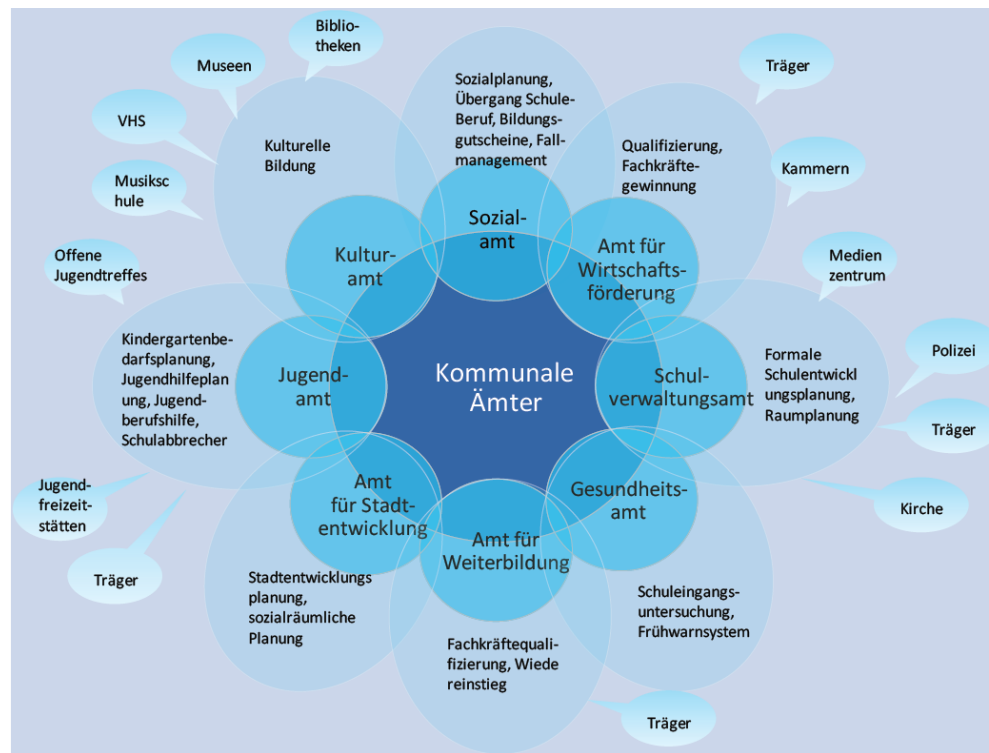 Biblio-
theken
Museen
VHS
Musiksc
hule
Offene
Jugendtreffes
Kulturelle
Bildung
Sozialplanung,
Übergang Schule-
Beruf, Bildungs-
gutscheine, Fall-
management
Qualifizierung,
Fachkräfte-
gewinnung
Träger
Kammern
Medien
zentrum
Polizei
Träger
Kirche
Kultur-
amt
Sozial-
amt
Amt für
Wirtschafts-
förderung
Kindergartenbe-
darfsplanung,
Jugendhilfeplan
ung, Jugend-
berufshilfe,
Schulabbrecher
Jugend-
amt
Kommunale
Ämter
Schul-
verwaltungsamt
Formale
Schulentwickl
ungsplanung,
Raumplanung
Jugend-
freizeit-
stätten
Träger
Amt
für Stadt-
entwicklung
Amt für
Weiterbildung
Gesundheits-
amt
Stadtentwicklungs
planung,
sozialräumliche
Planung
Fachkräftequali-
fizierung, Wiede
reinstieg
Schuleingangs-
untersuchung,
Frühwarnsystem
Träger